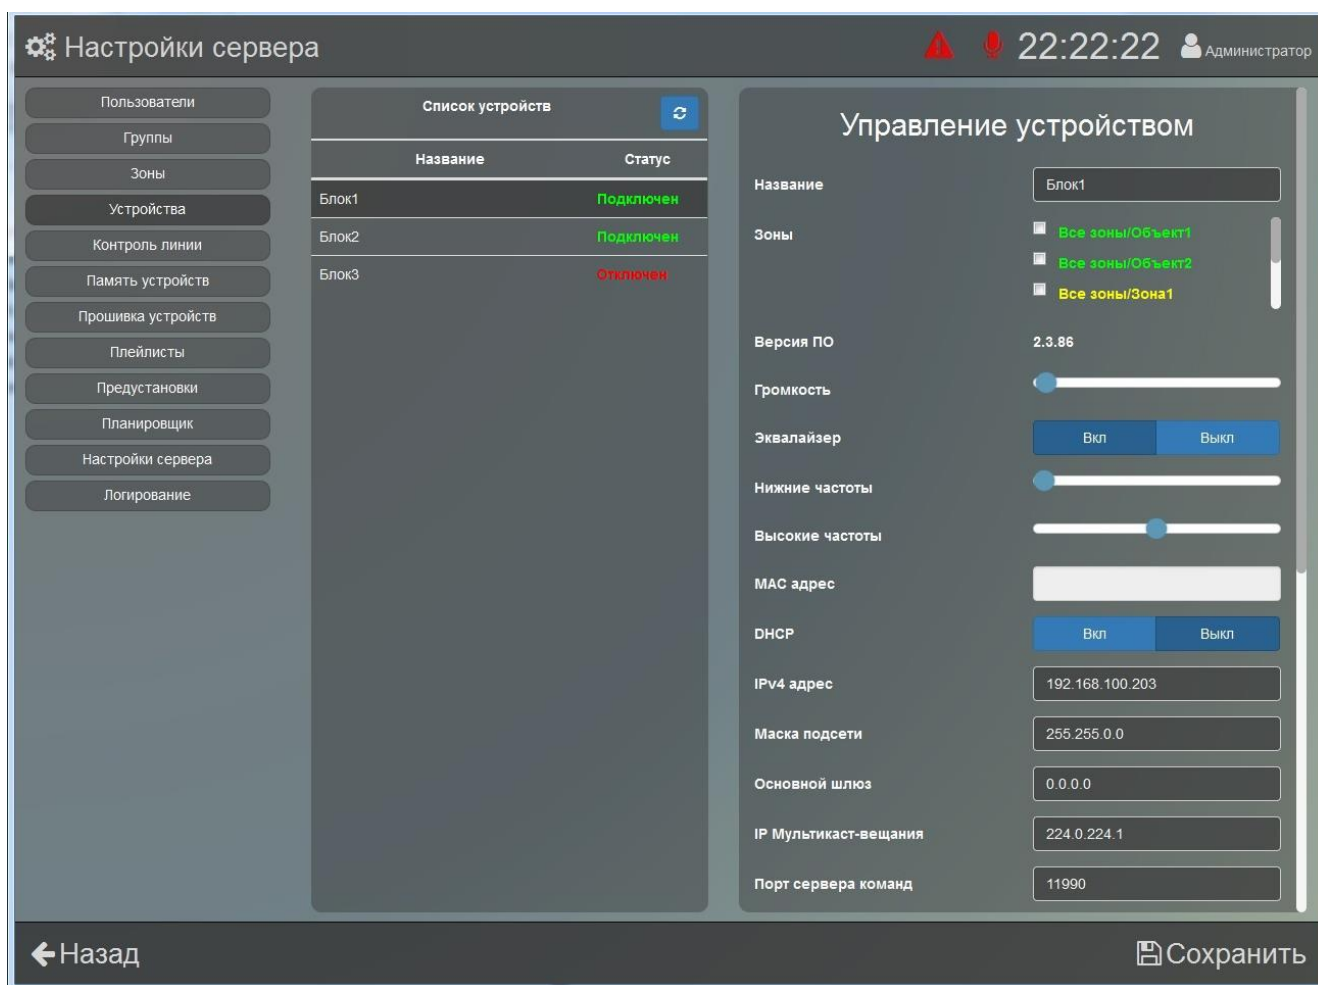 Настройки сервера
22:22:22
Администратор
Пользователи
Группы
Зоны
Устройства
Контроль линии
Память устройств
Прошивка устройств
Плейлисты
Предустановки
Планировщик
Настройки сервера
Логирование
Список устройств
Название Статус
Блок1 Подключен
Блок2 Подключен
Блок3 Отключен
Управление устройством
Название Блок1
Зоны
Все зоны/Объект1
Все зоны/Объект2
Все зоны/Зона1
Версия ПО 2.3.86
Громкость
Эквалайзер Вкл Выкл
Нижние частоты
Высокие частоты
MAC адрес
DHCP Вкл Выкл
IPv4 адрес 192.168.100.203
Маска подсети 255.255.0.0
Основной шлюз 0.0.0.0
IP Мультикаст-вещания 224.0.224.1
Порт сервера команд 11990
Назад
Сохранить